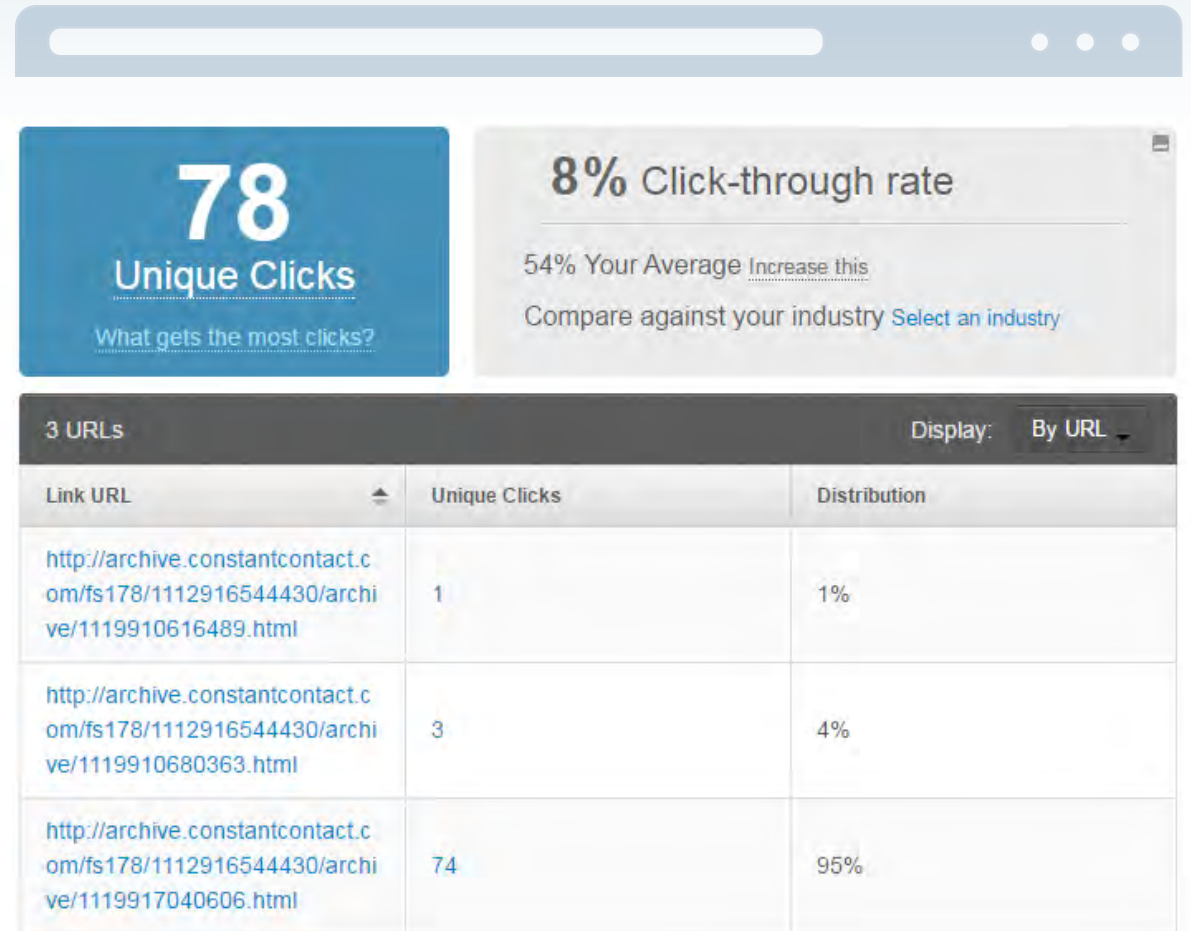 78
Unique Clicks
What gets the most clicks?
8% Click-through rate
54% Your Average Increase this
Compare against your industry Select an industry
3 URLs Display: By URL
Link URL Unique Clicks Distribution
http://archive.constantcontact.c
om/fs178/1112916544430/archi 1 1%
ve/1119910616489.html
http://archive.constantcontact.c
om/fs178/1112916544430/archi 3 4%
ve/1119910680363.html
http://archive.constantcontact.c
om/fs178/1112916544430/archi 74 95%
ve/1119917040606.html